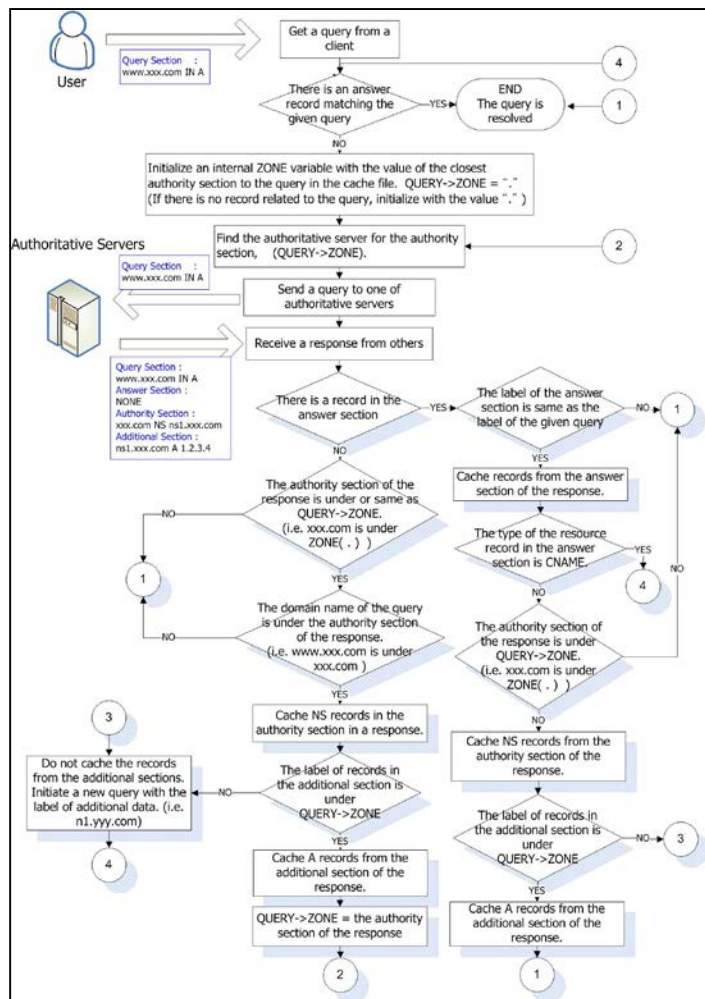 Get a query from a
client
Query Section :
www.xxx.com IN A
User
4
There is an answer
record matching the
given query
YES
END
The query is
resolved
1
NO
Initialize an internal ZONE variable with the value of the closest
authority section to the query in the cache file. QUERY->ZONE = "."
(If there is no record related to the query, initialize with the value "." )
Authoritative Servers
Find the authoritative server for the authority
section, (QUERY->ZONE).
2
Query Section :
www.xxx.com IN A
Send a query to one of
authoritative servers
Receive a response from others
Query Section :
www.xxx.com IN A
Answer Section :
NONE
Authority Section :
xxx.com NS ns1.xxx.com
Additional Section :
ns1.xxx.com A 1.2.3.4
There is a record in the
answer section
YES
The label of the answer
section is same as the
label of the given query
NO
1
NO
YES
Cache records from the answer
section of the response.
The authority section of the
response is under or same as
QUERY->ZONE.
(i.e. xxx.com is under
ZONE( . ) )
NO
The type of the resource
record in the answer
section is CNAME.
YES
4
NO
1
YES
NO
The domain name of the query
is under the authority section
of the response.
(i.e. www.xxx.com is under
xxx.com )
NO
The authority section of
the response is under
QUERY->ZONE.
(i.e. xxx.com is under
ZONE( . ) )
YES
NO
3
Cache NS records in the
authority section in a response.
Cache NS records from the
authority section of the
response.
Do not cache the records
from the additional sections.
Initiate a new query with the
label of additional data. (i.e.
n1.yyy.com)
NO
The label of records in
the additional section is
under
QUERY->ZONE
The label of records in
the additional section is
under
QUERY->ZONE
NO
3
4
YES
YES
Cache A records from the
additional section of the
response.
Cache A records from the
additional section of the
response.
QUERY->ZONE = the authority
section of the response
2
1